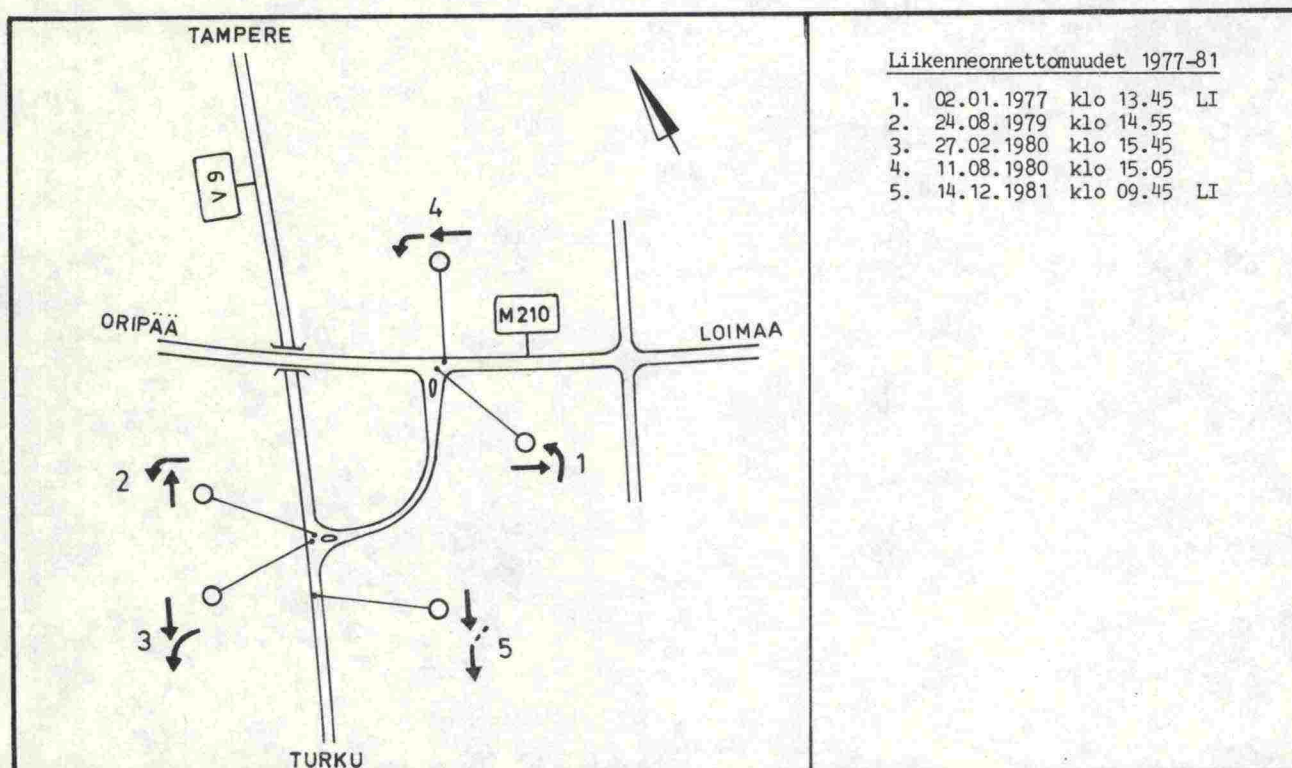 TAMPERE
V 9
4
M210
ORIPÄÄ
LOIMAA
1
2
3
5
TURKU
Liikenneonnettomuudet 1977-81
1. 02.01.1977 klo 13.45 LI
2. 24.08.1979 klo 14.55
3. 27.02.1980 klo 15.45
4. 11.08.1980 klo 15.05
5. 14.12.1981 klo 09.45 LI